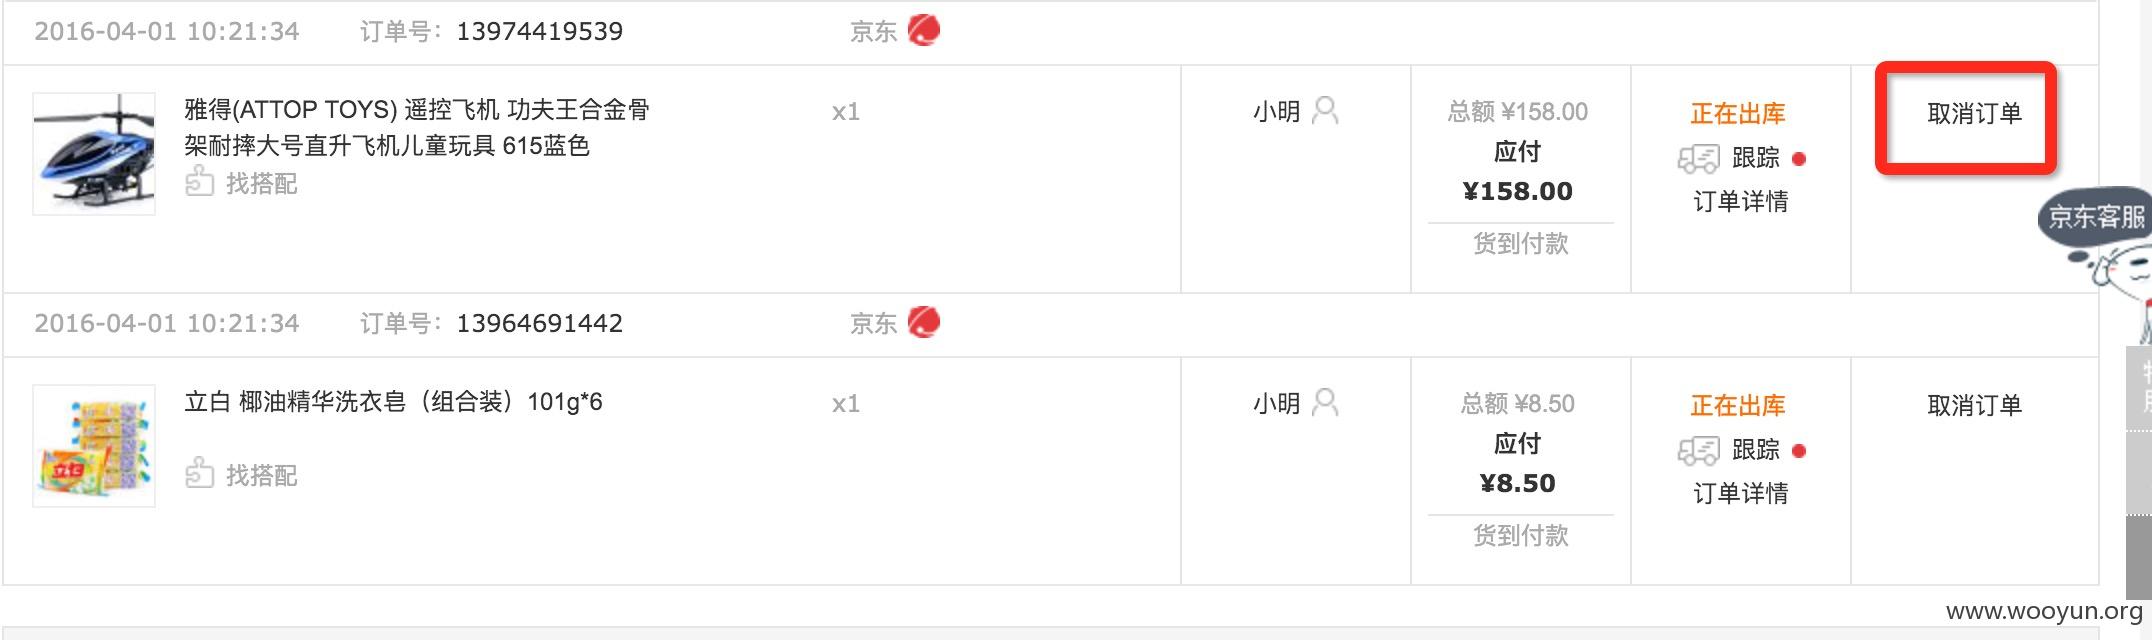 2016-04-01 10:21:34 订单号： 13974419539 京东
雅得(ATTOP TOYS) 遥控飞机 功夫王合金骨
架耐摔大号直升飞机儿童玩具 615蓝色
找搭配
x1
小明
总额 ¥158.00
应付
¥158.00
货到付款
正在出库
跟踪
订单详情
取消订单
京东客服
2016-04-01 10:21:34 订单号： 13964691442 京东
立白 椰油精华洗衣皂（组合装）101g*6
找搭配
x1
小明
总额 ¥8.50
应付
¥8.50
货到付款
正在出库
跟踪
订单详情
取消订单
www.wooyun.org